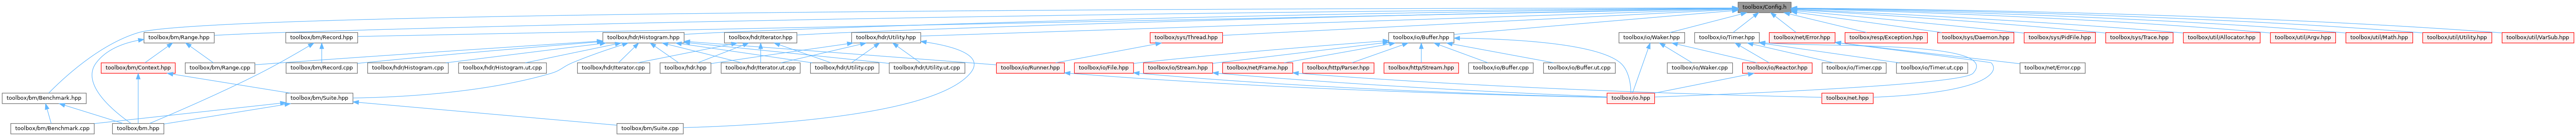 toolbox/Config.h
toolbox/bm/Range.hpp
toolbox/bm/Record.hpp
toolbox/hdr/Histogram.hpp
toolbox/hdr/Iterator.hpp
toolbox/hdr/Utility.hpp
toolbox/sys/Thread.hpp
toolbox/io/Buffer.hpp
toolbox/io/Waker.hpp
toolbox/io/Timer.hpp
toolbox/net/Error.hpp
toolbox/resp/Exception.hpp
toolbox/sys/Daemon.hpp
toolbox/sys/PidFile.hpp
toolbox/sys/Trace.hpp
toolbox/util/Allocator.hpp
toolbox/util/Argv.hpp
toolbox/util/Math.hpp
toolbox/util/Utility.hpp
toolbox/util/VarSub.hpp
toolbox/bm/Context.hpp
toolbox/bm/Range.cpp
toolbox/bm/Record.cpp
toolbox/hdr/Histogram.cpp
toolbox/hdr/Histogram.ut.cpp
toolbox/hdr/Iterator.cpp
toolbox/hdr.hpp
toolbox/hdr/Iterator.ut.cpp
toolbox/hdr/Utility.cpp
toolbox/hdr/Utility.ut.cpp
toolbox/io/Runner.hpp
toolbox/io/File.hpp
toolbox/io/Stream.hpp
toolbox/net/Frame.hpp
toolbox/http/Parser.hpp
toolbox/http/Stream.hpp
toolbox/io/Buffer.cpp
toolbox/io/Buffer.ut.cpp
toolbox/io/Waker.cpp
toolbox/io/Reactor.hpp
toolbox/io/Timer.cpp
toolbox/io/Timer.ut.cpp
toolbox/net/Error.cpp
toolbox/bm/Benchmark.hpp
toolbox/bm/Suite.hpp
toolbox/io.hpp
toolbox/net.hpp
toolbox/bm/Benchmark.cpp
toolbox/bm.hpp
toolbox/bm/Suite.cpp